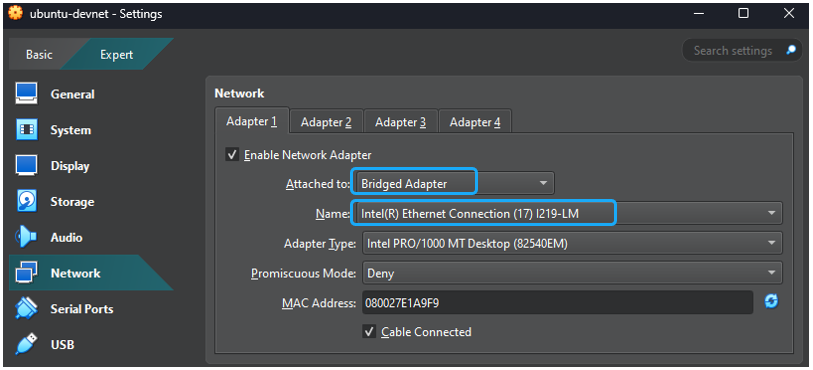 ubuntu-devnet - Settings
Basic Expert Search settings
General
System
Display
Storage
Audio
Network
Serial Ports
USB
Network
Adapter 1 Adapter 2 Adapter 3 Adapter 4
Enable Network Adapter
Attached to: Bridged Adapter
Name: Intel(R) Ethernet Connection (17) I219-LM
Adapter Type: Intel PRO/1000 MT Desktop (82540EM)
Promiscuous Mode: Deny
MAC Address: 080027E1A9F9
Cable Connected